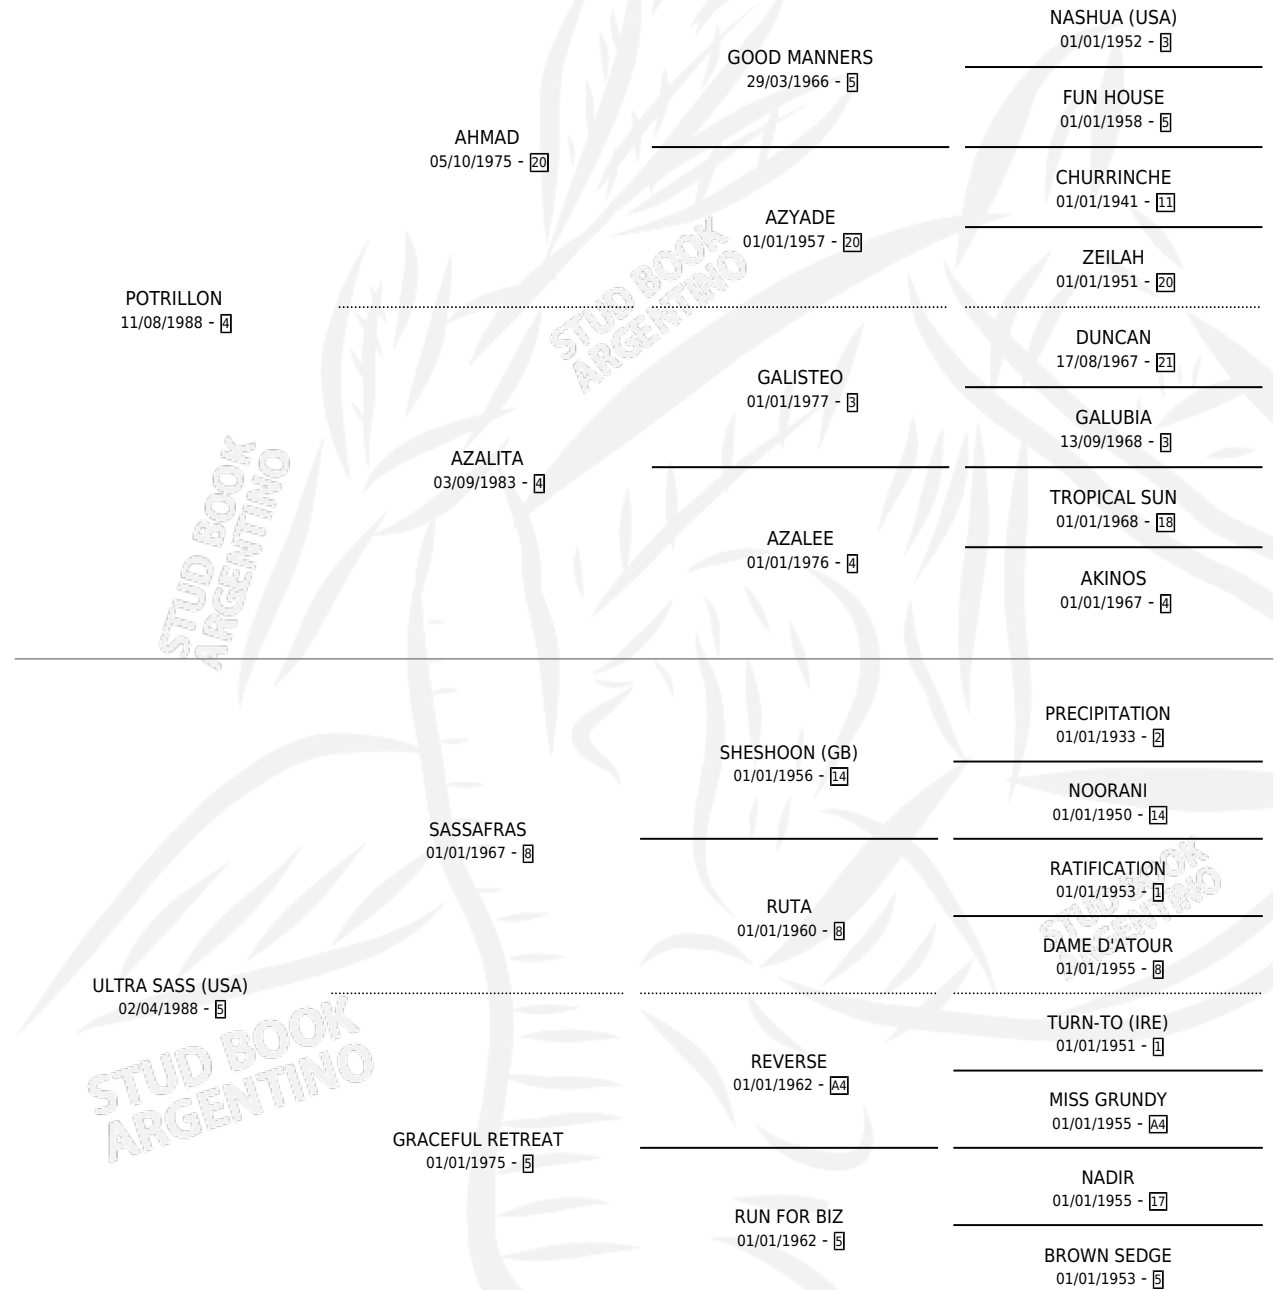 NASHUA (USA)
01/01/1952 - 3
GOOD MANNERS
29/03/1966 - 5
FUN HOUSE
01/01/1958 - 5
AHMAD
05/10/1975 - 20
CHURRINCHE
01/01/1941 - 11
AZYADE
01/01/1957 - 20
ZEILAH
01/01/1951 - 20
POTRILLON
11/08/1988 - 4
DUNCAN
17/08/1967 - 21
GALISTEO
01/01/1977 - 3
GALUBIA
13/09/1968 - 3
AZALITA
03/09/1983 - 4
TROPICAL SUN
01/01/1968 - 18
AZALEE
01/01/1976 - 4
AKINOS
01/01/1967 - 4
PRECIPITATION
01/01/1933 - 2
SHESHOON (GB)
01/01/1956 - 14
NOORANI
01/01/1950 - 14
SASSAFRAS
01/01/1967 - 8
RATIFICATION
01/01/1953 - 1
RUTA
01/01/1960 - 8
DAME D'ATOUR
01/01/1955 - 8
ULTRA SASS (USA)
02/04/1988 - 5
TURN-TO (IRE)
01/01/1951 - 1
REVERSE
01/01/1962 - A4
MISS GRUNDY
01/01/1955 - A4
GRACEFUL RETREAT
01/01/1975 - 5
NADIR
01/01/1955 - 17
RUN FOR BIZ
01/01/1962 - 5
BROWN SEDGE
01/01/1953 - 5
STUD BOOK
ARGENTINO
STUD BOOK
ARGENTINO
STUD BOOK
ARGENTINO
STUD BOOK
ARGENTINO